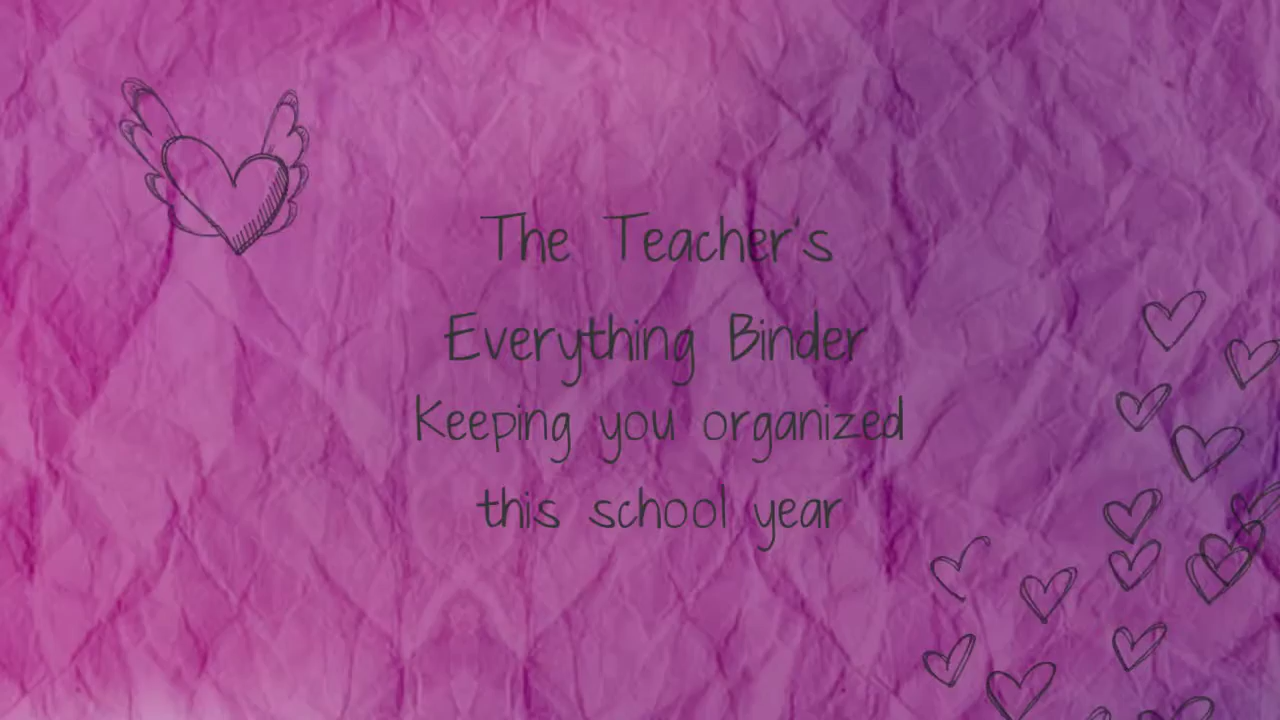 The Teacher's
Everything Binder
Keeping you organized
this school year